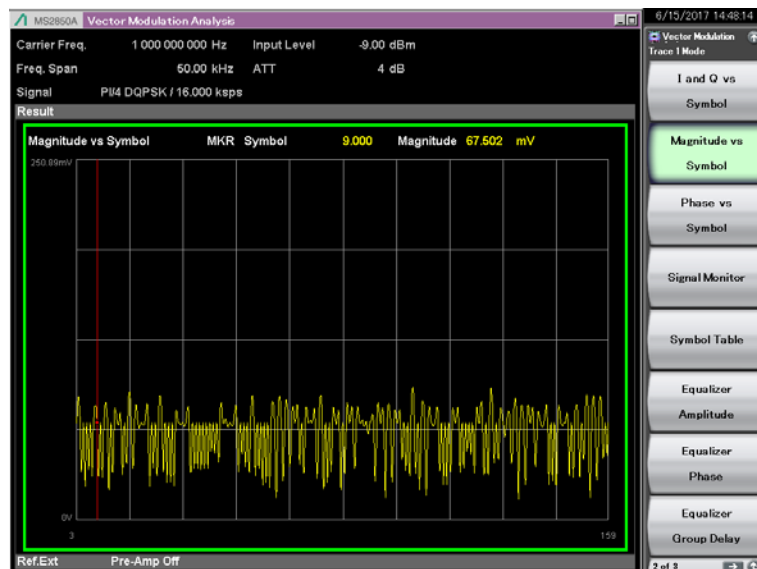 MS2850A Vector Modulation Analysis
6/15/2017 14:48:14
Carrier Freq. 1 000 000 000 Hz Input Level -9.00 dBm
Freq. Span 50.00 kHz ATT 4 dB
Signal PI/4 DQPSK / 16.000 ksps
Result
Magnitude vs Symbol MKR Symbol 9.000 Magnitude 67.502 mV
250.89mV
0V
3 159
Ref.Ext Pre-Amp Off
Vector Modulation
Trace 1 Mode
I and Q vs
Symbol
Magnitude vs
Symbol
Phase vs
Symbol
Signal Monitor
Symbol Table
Equalizer
Amplitude
Equalizer
Phase
Equalizer
Group Delay
2 of 3